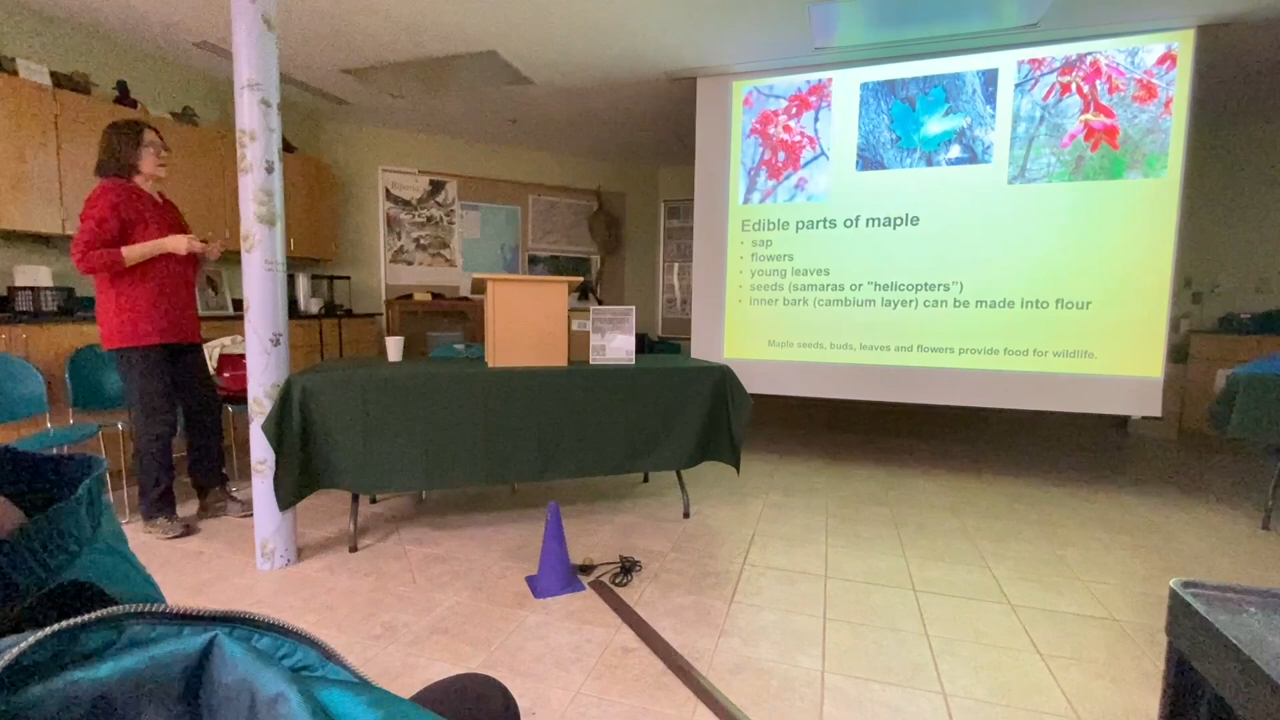 Riparia
Edible parts of maple
• sap
• flowers
• young leaves
• seeds (samaras or "helicopters")
• inner bark (cambium layer) can be made into flour
Maple seeds, buds, leaves and flowers provide food for wildlife.